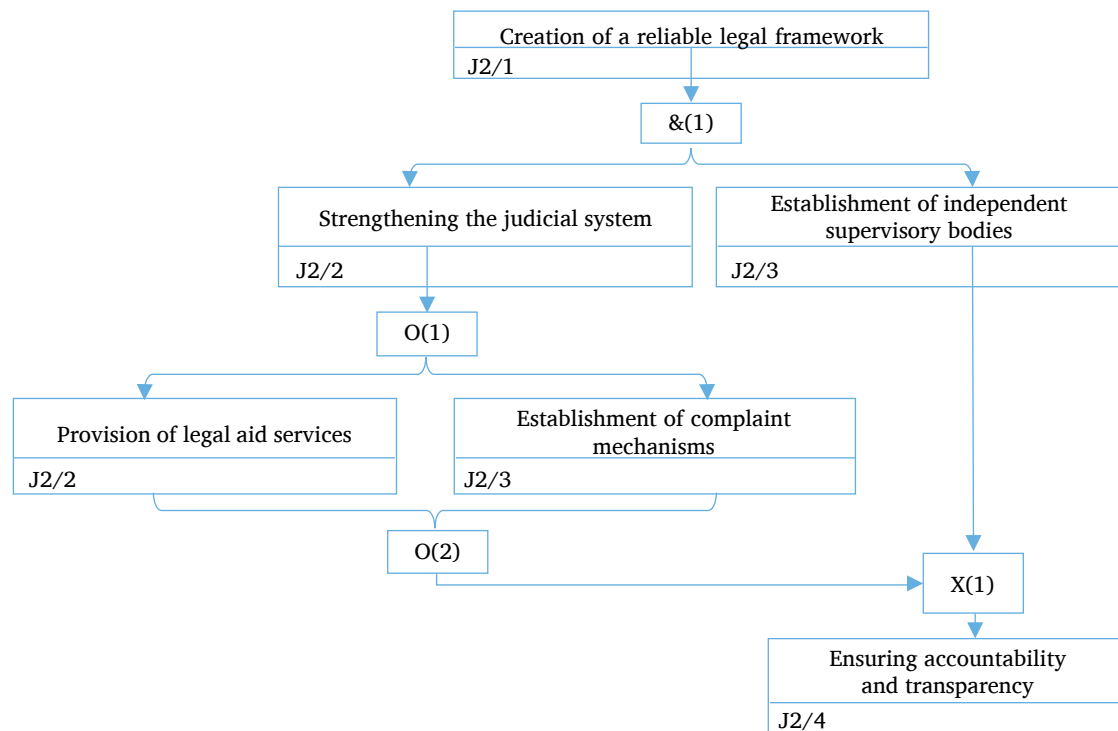 Creation of a reliable legal framework
J2/1
&(1)
Strengthening the judicial system
J2/2
Establishment of independent
supervisory bodies
J2/3
O(1)
Provision of legal aid services
J2/2
Establishment of complaint
mechanisms
J2/3
O(2)
X(1)
Ensuring accountability
and transparency
J2/4